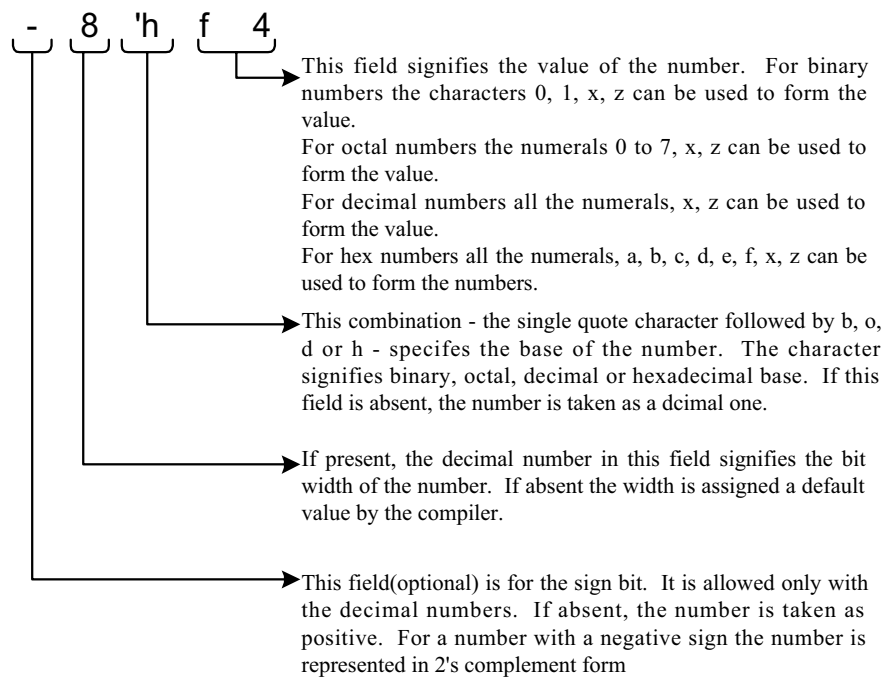 - 8 'h f 4
This field signifies the value of the number. For binary
numbers the characters 0, 1, x, z can be used to form the
value.
For octal numbers the numerals 0 to 7, x, z can be used to
form the value.
For decimal numbers all the numerals, x, z can be used to
form the value.
For hex numbers all the numerals, a, b, c, d, e, f, x, z can be
used to form the numbers.
This combination - the single quote character followed by b, o,
d or h - specifes the base of the number. The character
signifies binary, octal, decimal or hexadecimal base. If this
field is absent, the number is taken as a dcimal one.
If present, the decimal number in this field signifies the bit
width of the number. If absent the width is assigned a default
value by the compiler.
This field(optional) is for the sign bit. It is allowed only with
the decimal numbers. If absent, the number is taken as
positive. For a number with a negative sign the number is
represented in 2's complement form